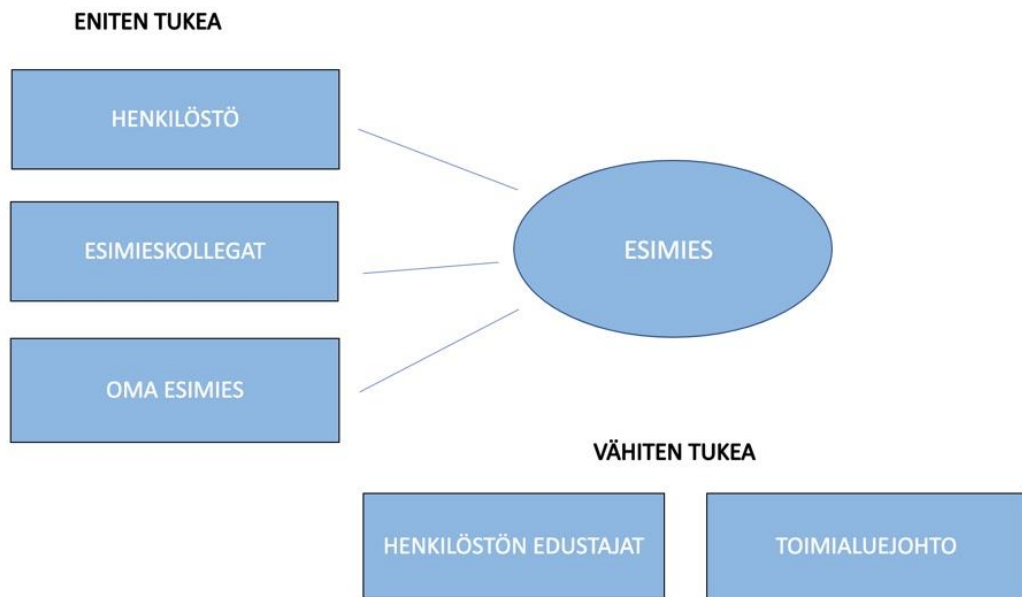 ENITEN TUKEA
HENKILÖSTÖ
ESIMIESKOLLEGAT
ESIMIES
OMA ESIMIES
VÄHITEN TUKEA
HENKILÖSTÖN EDUSTAJAT
TOIMIALUEJOHTO